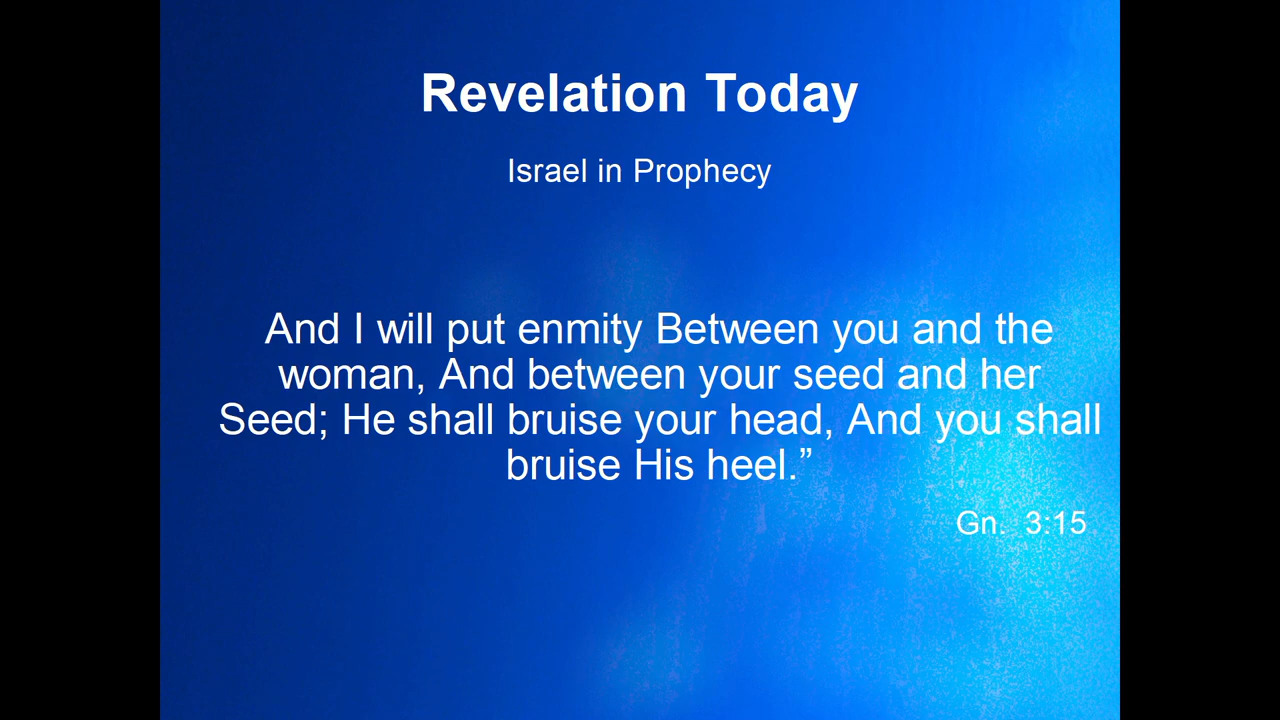 Revelation Today
Israel in Prophecy
And I will put enmity Between you and the
woman, And between your seed and her
Seed; He shall bruise your head, And you shall
bruise His heel.”
Gn.  3:15